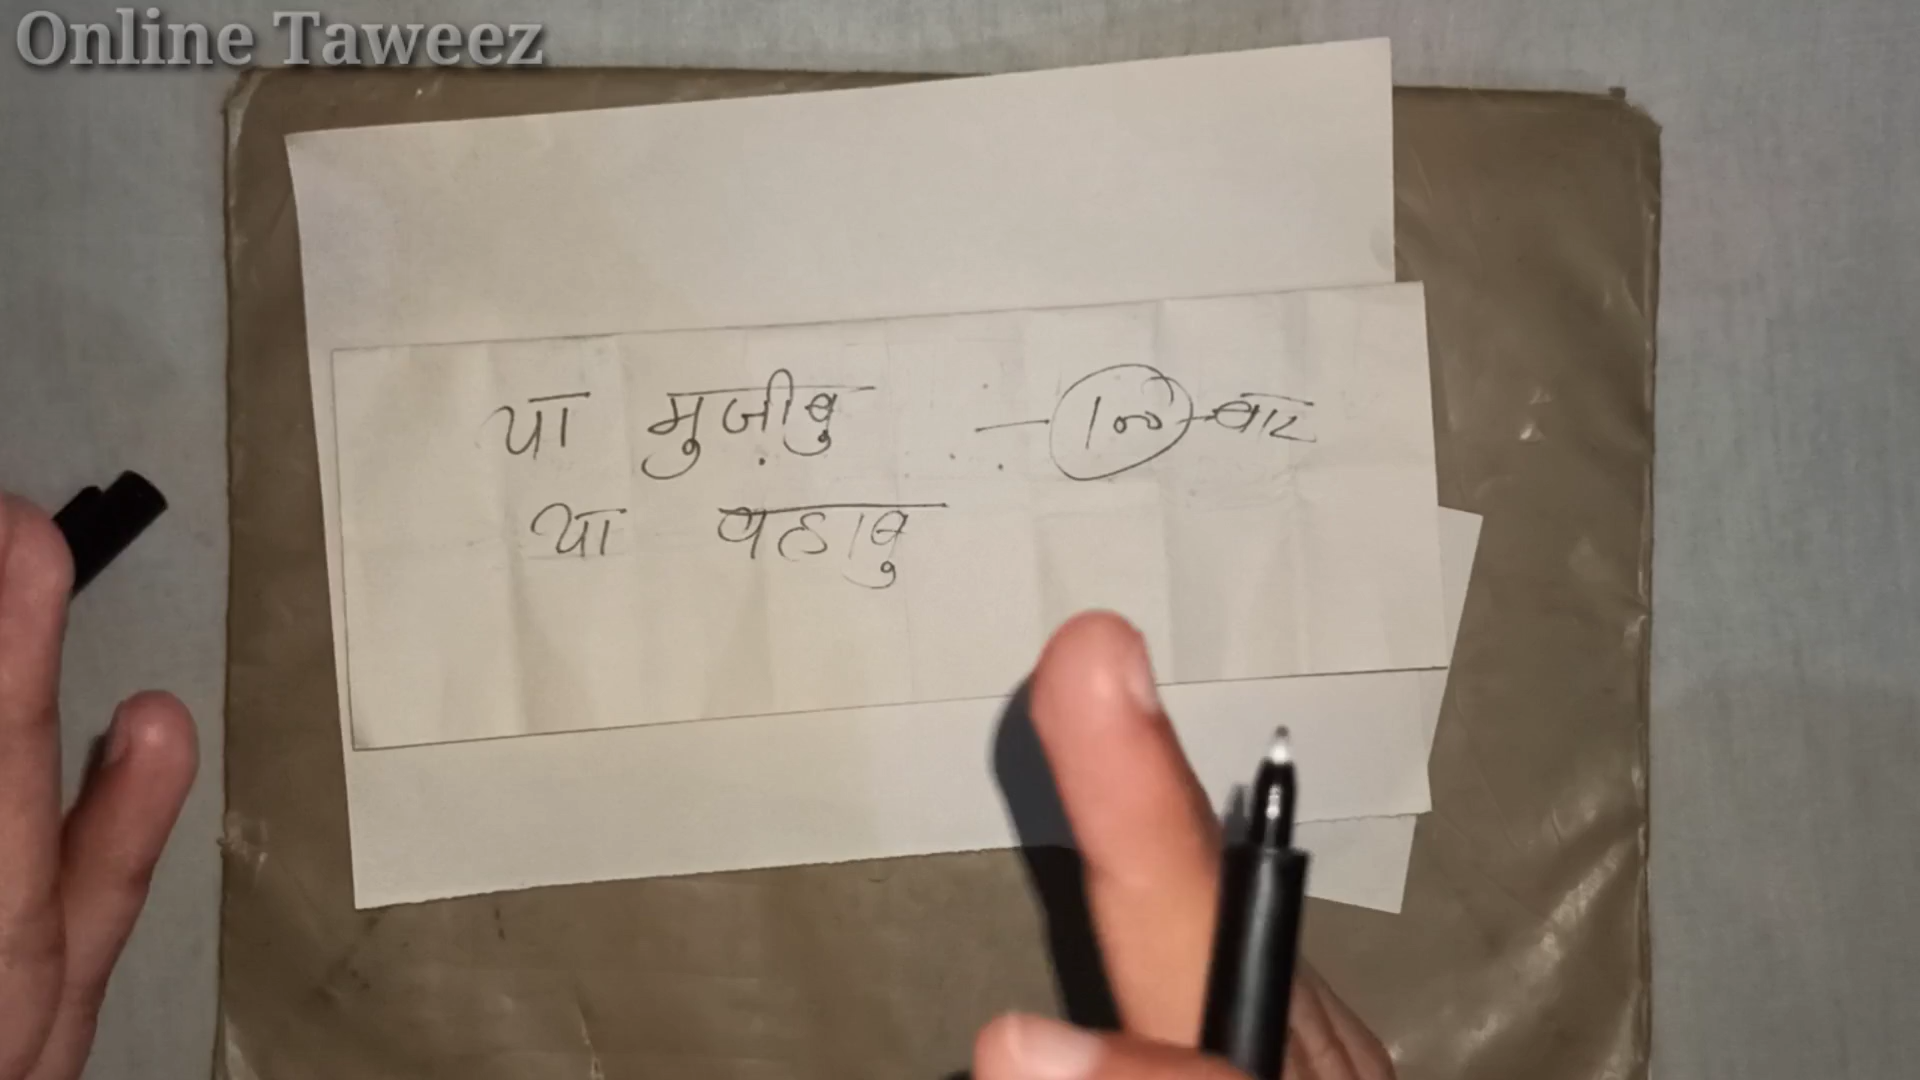 Online Taweez
या मुजीबु — 100 - बार
या वहाबु